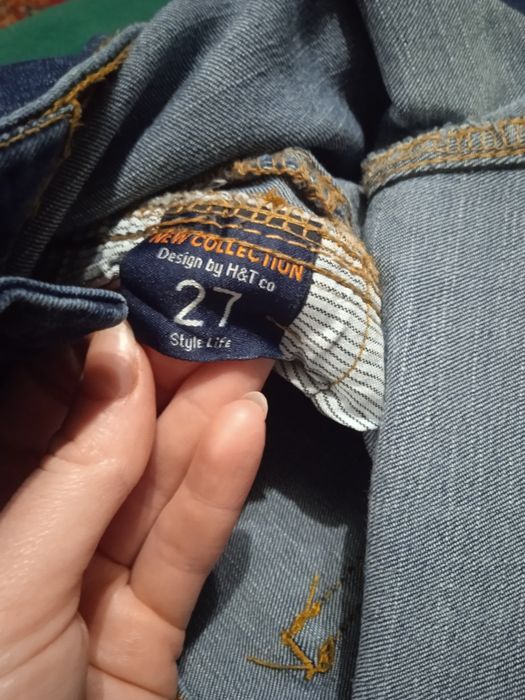 NEW COLLECTION
Design by H&T co
27
Style Life